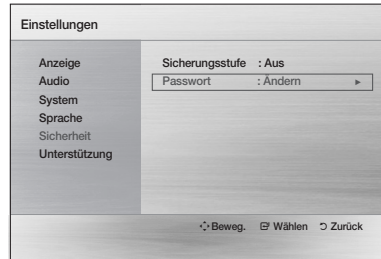 Einstellungen
Anzeige
Audio
System
Sprache
Sicherheit
Unterstützung
Sicherungsstufe : Aus
Passwort : Ändern ►
Beweg. Wählen Zurück